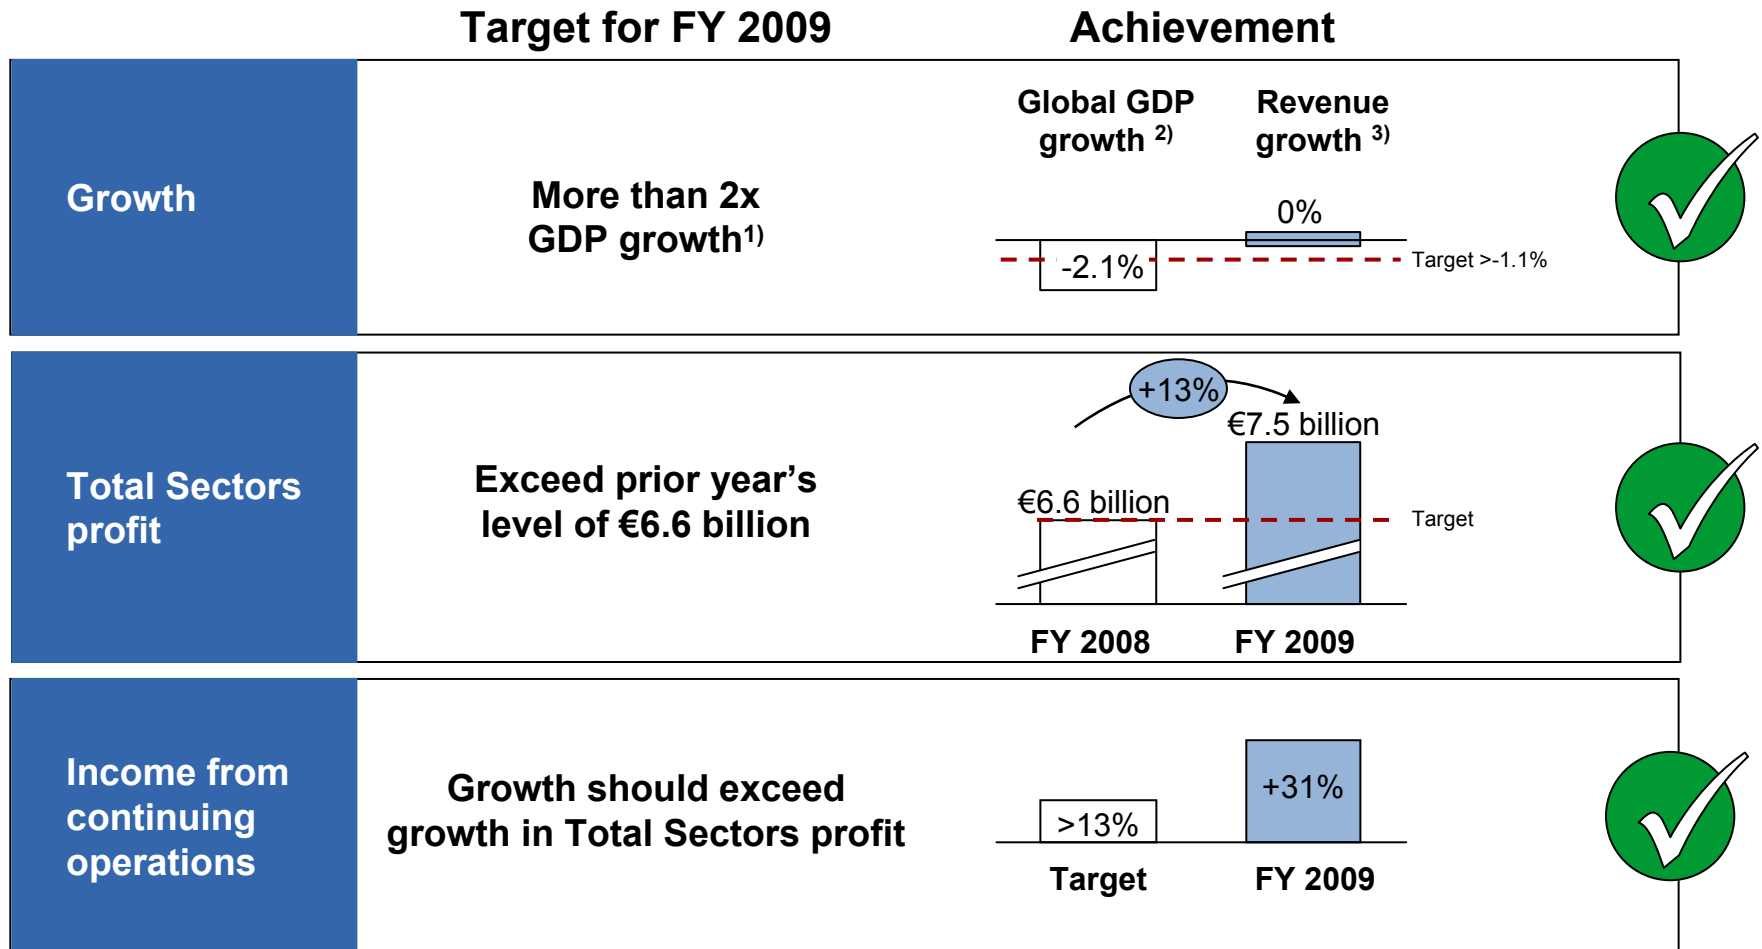 Target for FY 2009
Achievement
Growth
More than 2x
GDP growth1)
Global GDP
growth 2)
Revenue
growth 3)
0%
-2.1%
Target >-1.1%
Total Sectors
profit
Exceed prior year’s
level of €6.6 billion
+13%
€7.5 billion
€6.6 billion
Target
FY 2008
FY 2009
Income from
continuing
operations
Growth should exceed
growth in Total Sectors profit
+31%
>13%
Target
FY 2009